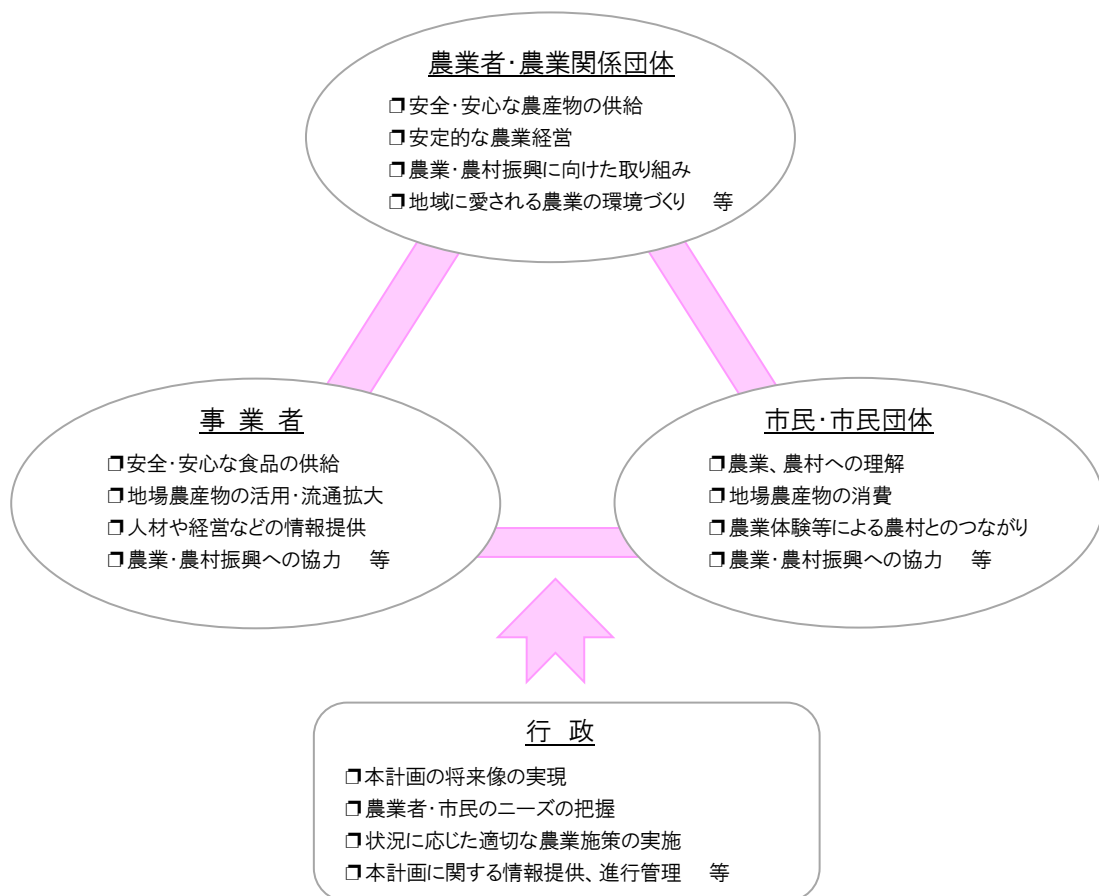 農業者･農業関係団体
❐安全･安心な農産物の供給
❐安定的な農業経営
❐農業･農村振興に向けた取り組み
❐地域に愛される農業の環境づくり　等
事 業 者
❐安全･安心な食品の供給
❐地場農産物の活用･流通拡大
❐人材や経営などの情報提供
❐農業･農村振興への協力　等
市民･市民団体
❐農業、農村への理解
❐地場農産物の消費
❐農業体験等による農村とのつながり
❐農業･農村振興への協力　等
行 政
❐本計画の将来像の実現
❐農業者･市民のニーズの把握
❐状況に応じた適切な農業施策の実施
❐本計画に関する情報提供、進行管理　等